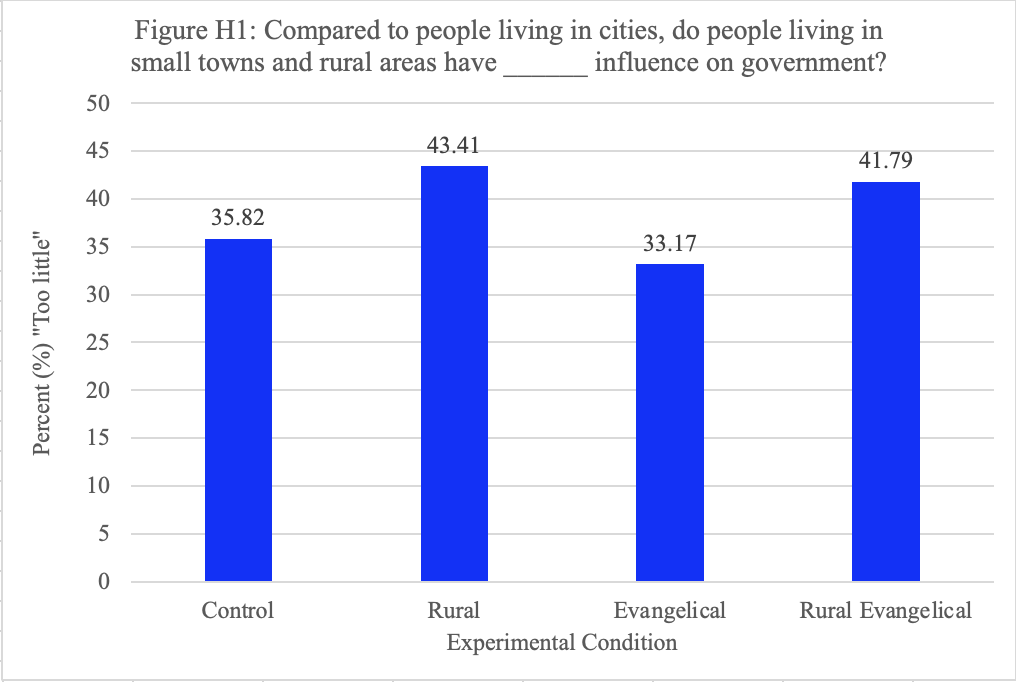 Figure H1: Compared to people living in cities, do people living in
small towns and rural areas have ______ influence on government?
50
45
40
35
30
25
20
15
10
5
0
Percent (%) "Too little"
35.82
43.41
33.17
41.79
Control
Rural
Evangelical
Rural Evangelical
Experimental Condition